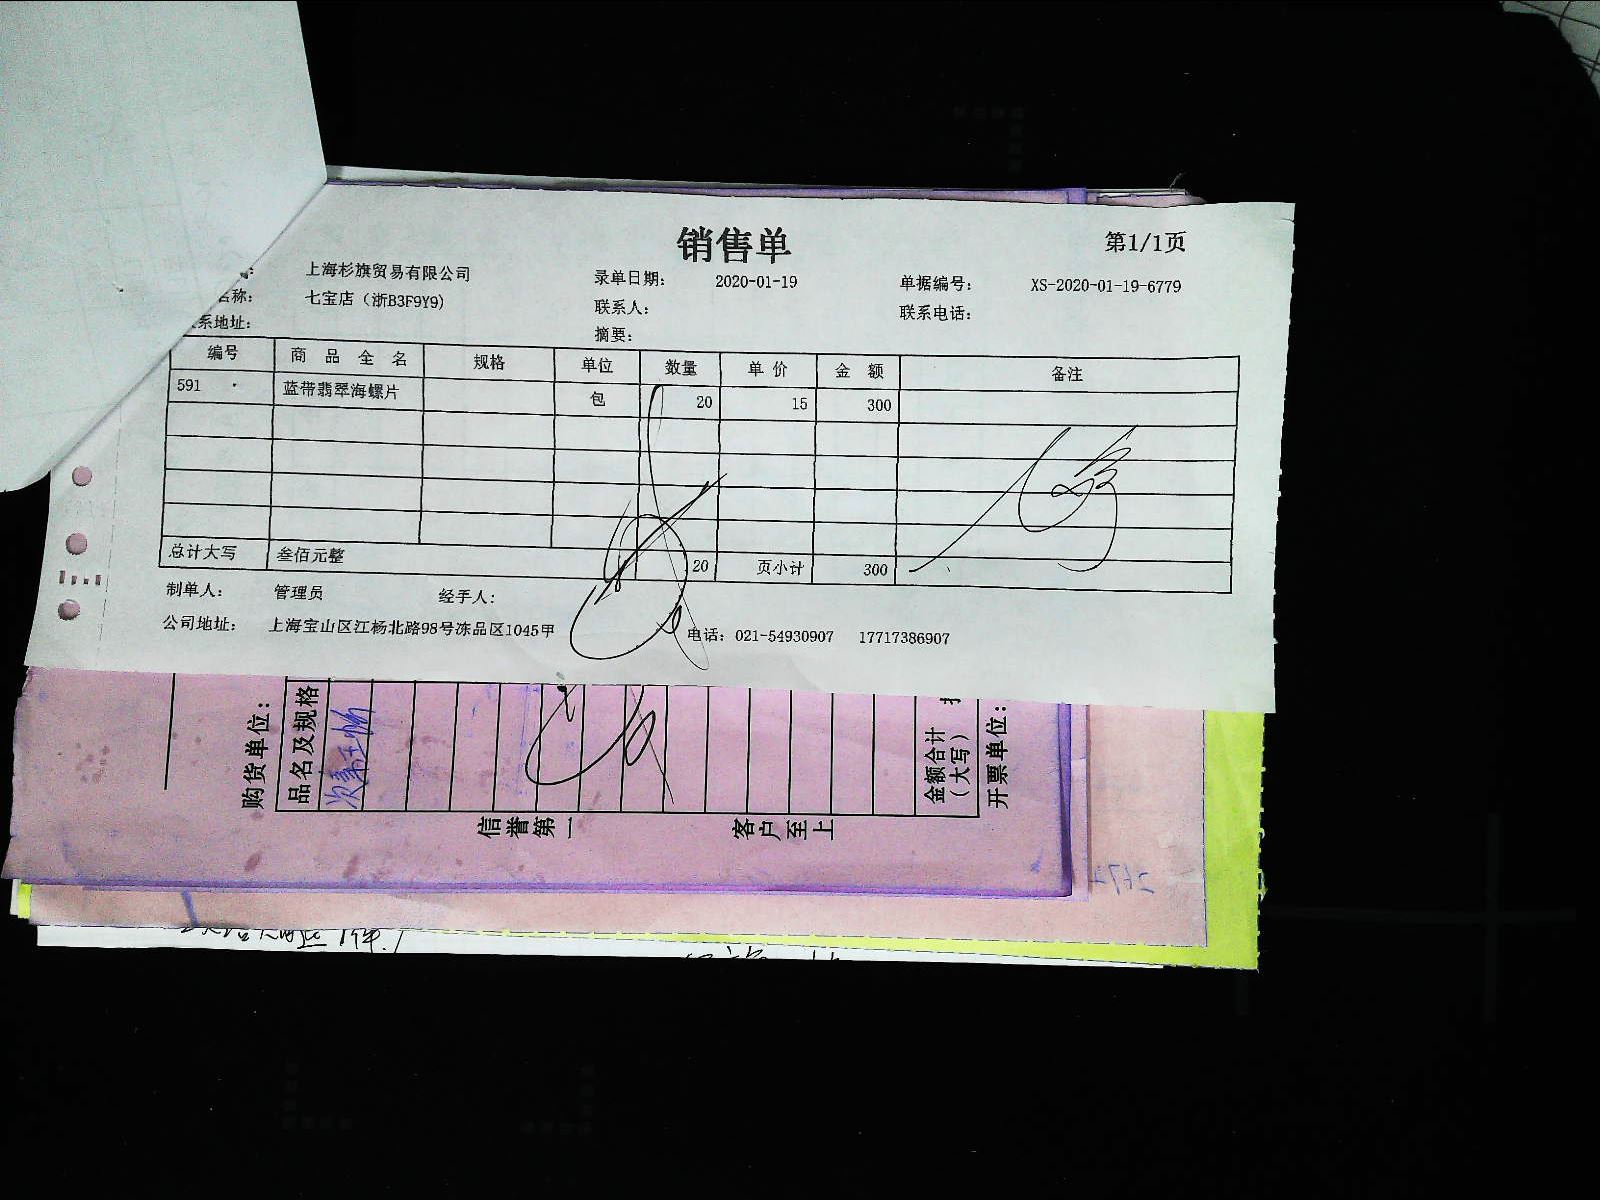 销售单
第1/1页
上海杉旗贸易有限公司 录单日期: 2020-01-19 单据编号: XS-2020-01-19-6779
名称: 七宝店（浙B3F9Y9） 联系人: 联系电话:
系地址: 摘要:
编号 商品全名 规格 单位 数量 单价 金额 备注
591 蓝带翡翠海螺片 包 20 15 300
总计大写 叁佰元整 20 页小计 300
制单人: 管理员 经手人:
公司地址: 上海宝山区江杨北路98号冻品区1045甲 电话: 021-54930907 17717386907
购货单位:
品名及规格
金额合计
（大写）
开票单位:
信誉第一 客户至上